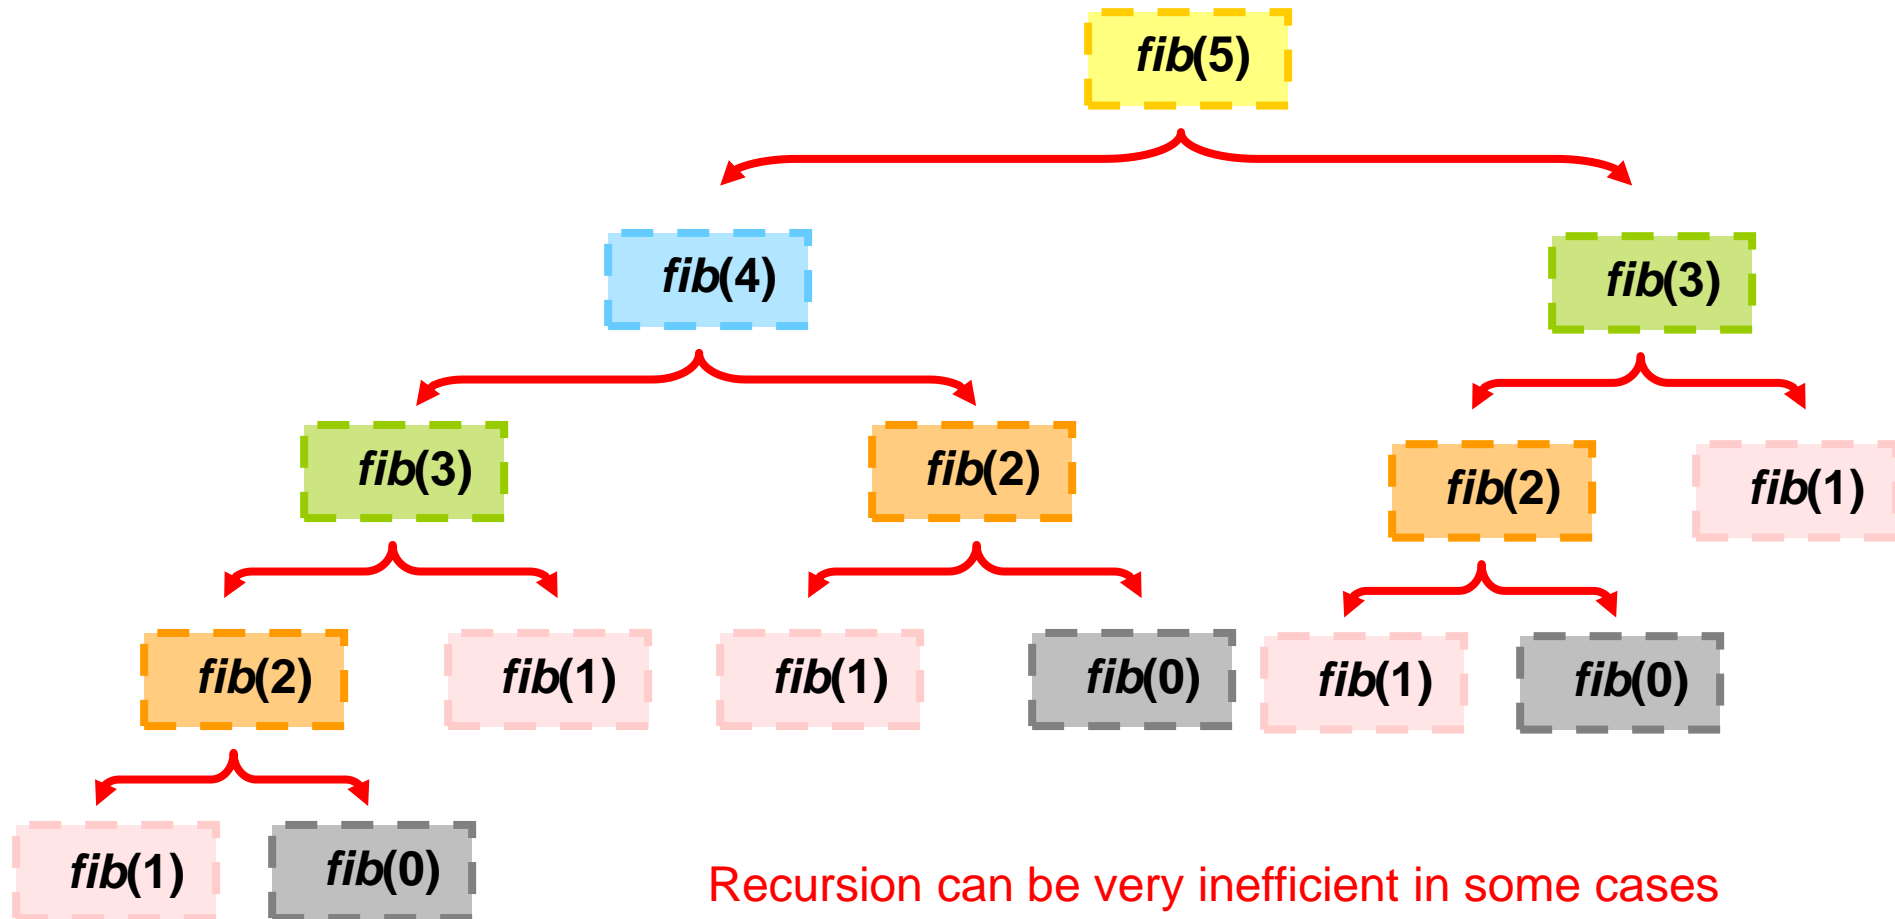 fib(5)
fib(4)
fib(3)
fib(3)
fib(2)
fib(2)
fib(1)
fib(2)
fib(1)
fib(1)
fib(0)
fib(1)
fib(0)
fib(1)
fib(0)
Recursion can be very inefficient in some cases